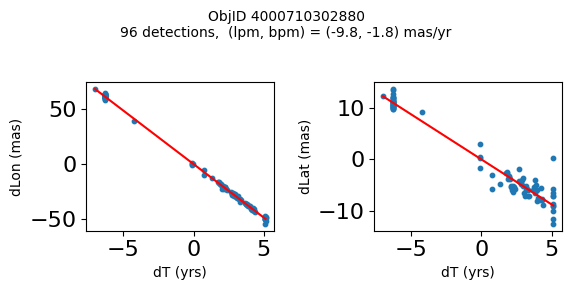 ObjID 4000710302880
96 detections,  (lpm, bpm) = (-9.8, -1.8) mas/yr
dLon (mas)
50
0
−50
−5
0
5
dT (yrs)
dLat (mas)
10
0
−10
−5
0
5
dT (yrs)